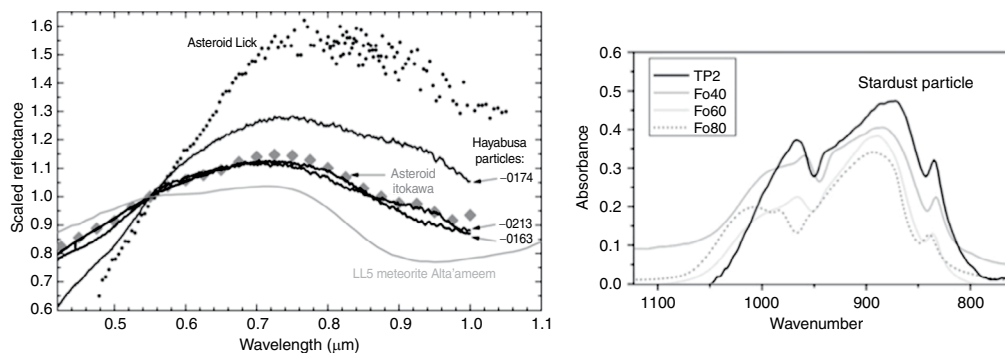 1.6
1.5
1.4
1.3
1.2
1.1
1.0
0.9
0.8
0.7
0.6
Scaled reflectance
Asteroid Lick
Hayabusa
particles:
–0174
Asteroid
itokawa
–0213
–0163
LL5 meteorite Alta'ameem
0.5 0.6 0.7 0.8 0.9 1.0 1.1
Wavelength (μm)
0.6
0.5
0.4
0.3
0.2
0.1
0.0
Absorbance
TP2
Fo40
Fo60
Fo80
Stardust particle
1100 1000 900 800
Wavenumber